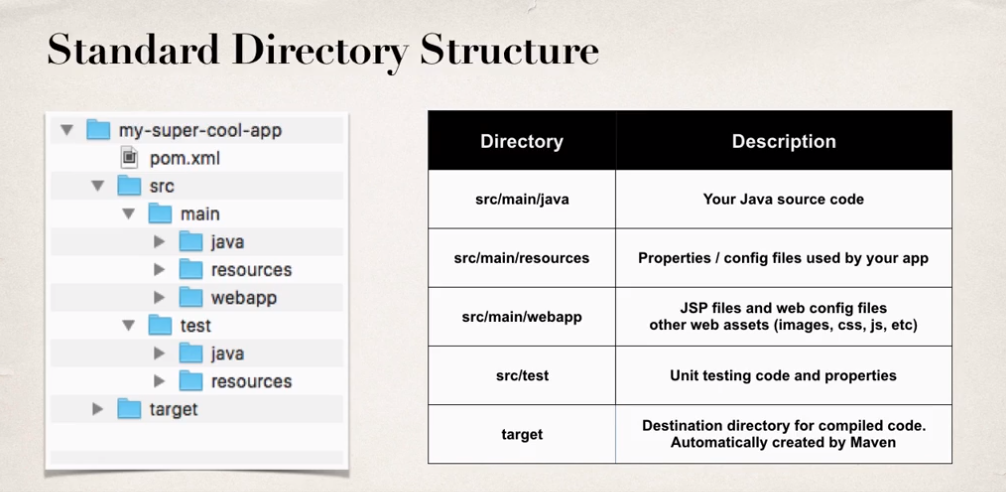 Standard Directory Structure
my-super-cool-app
pom.xml
src
main
java
resources
webapp
test
java
resources
target
Directory Description
src/main/java Your Java source code
src/main/resources Properties / config files used by your app
src/main/webapp JSP files and web config files
other web assets (images, css, js, etc)
src/test Unit testing code and properties
target Destination directory for compiled code.
Automatically created by Maven